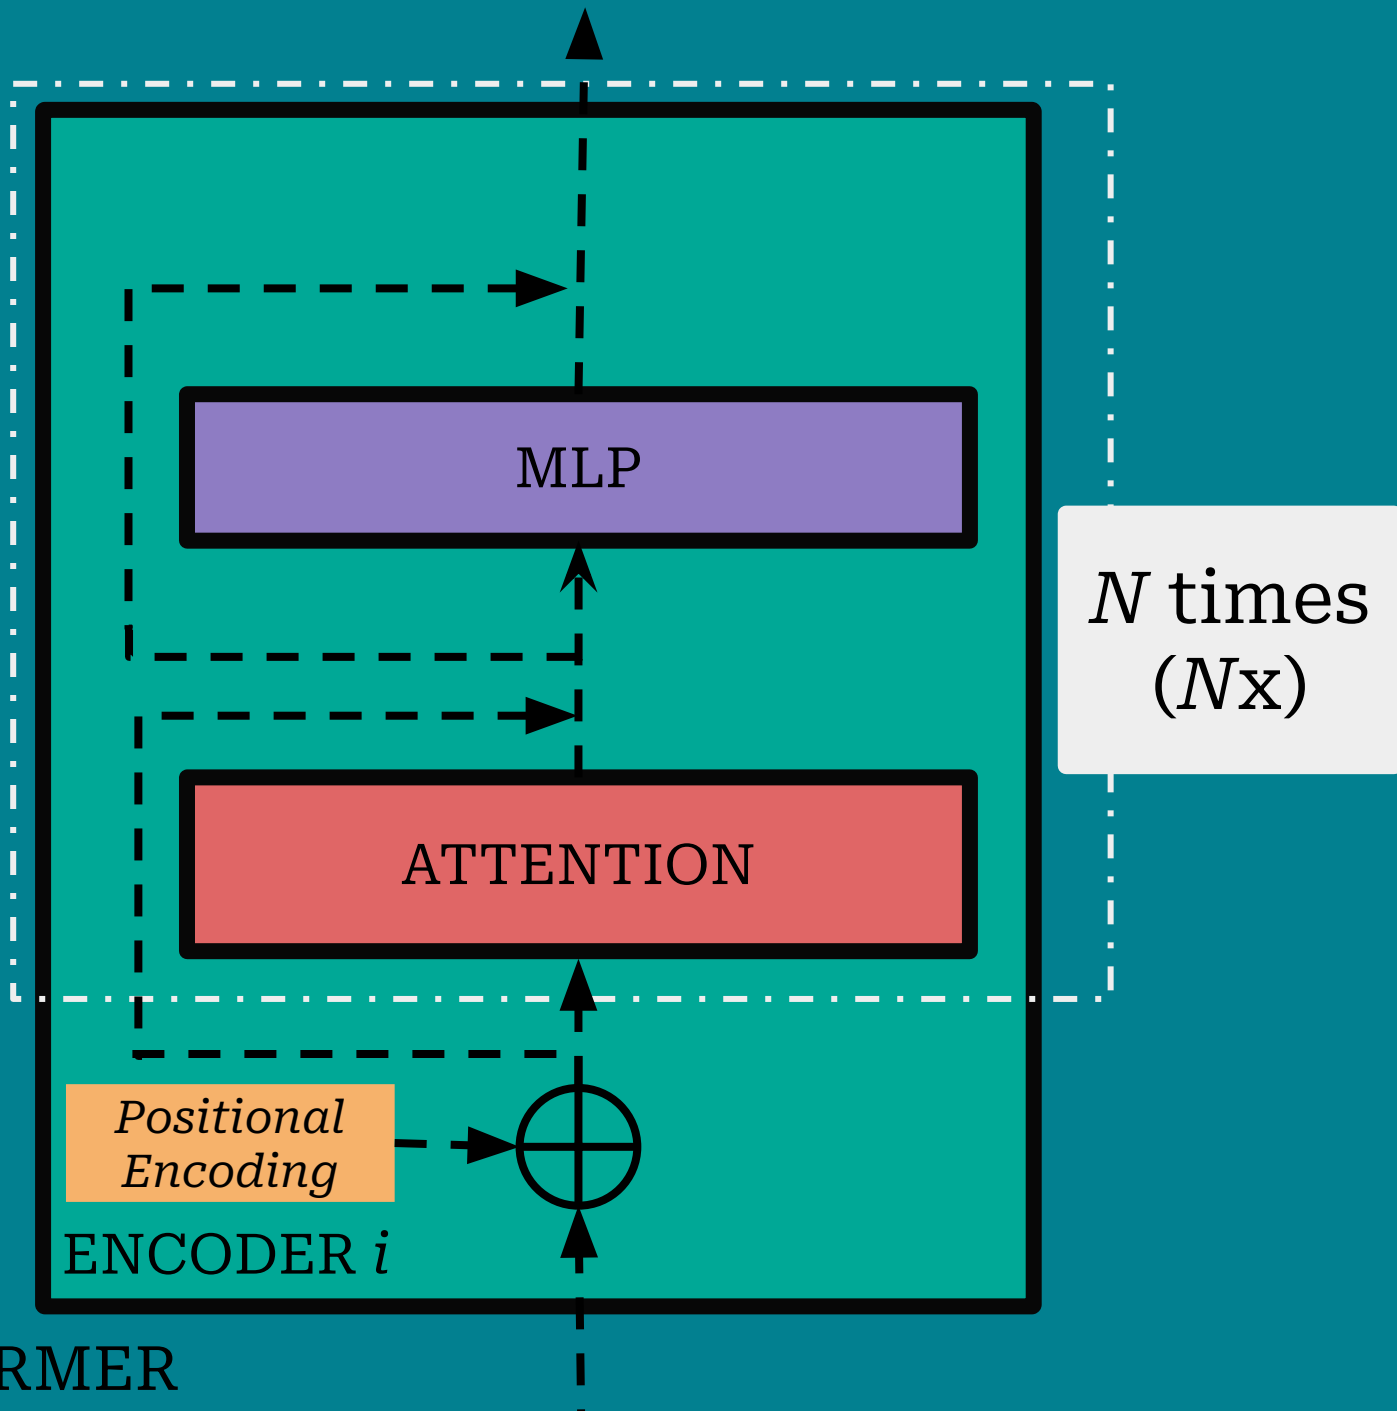 MLP
N times
(Nx)
ATTENTION
Positional
Encoding
ENCODER i
RMER